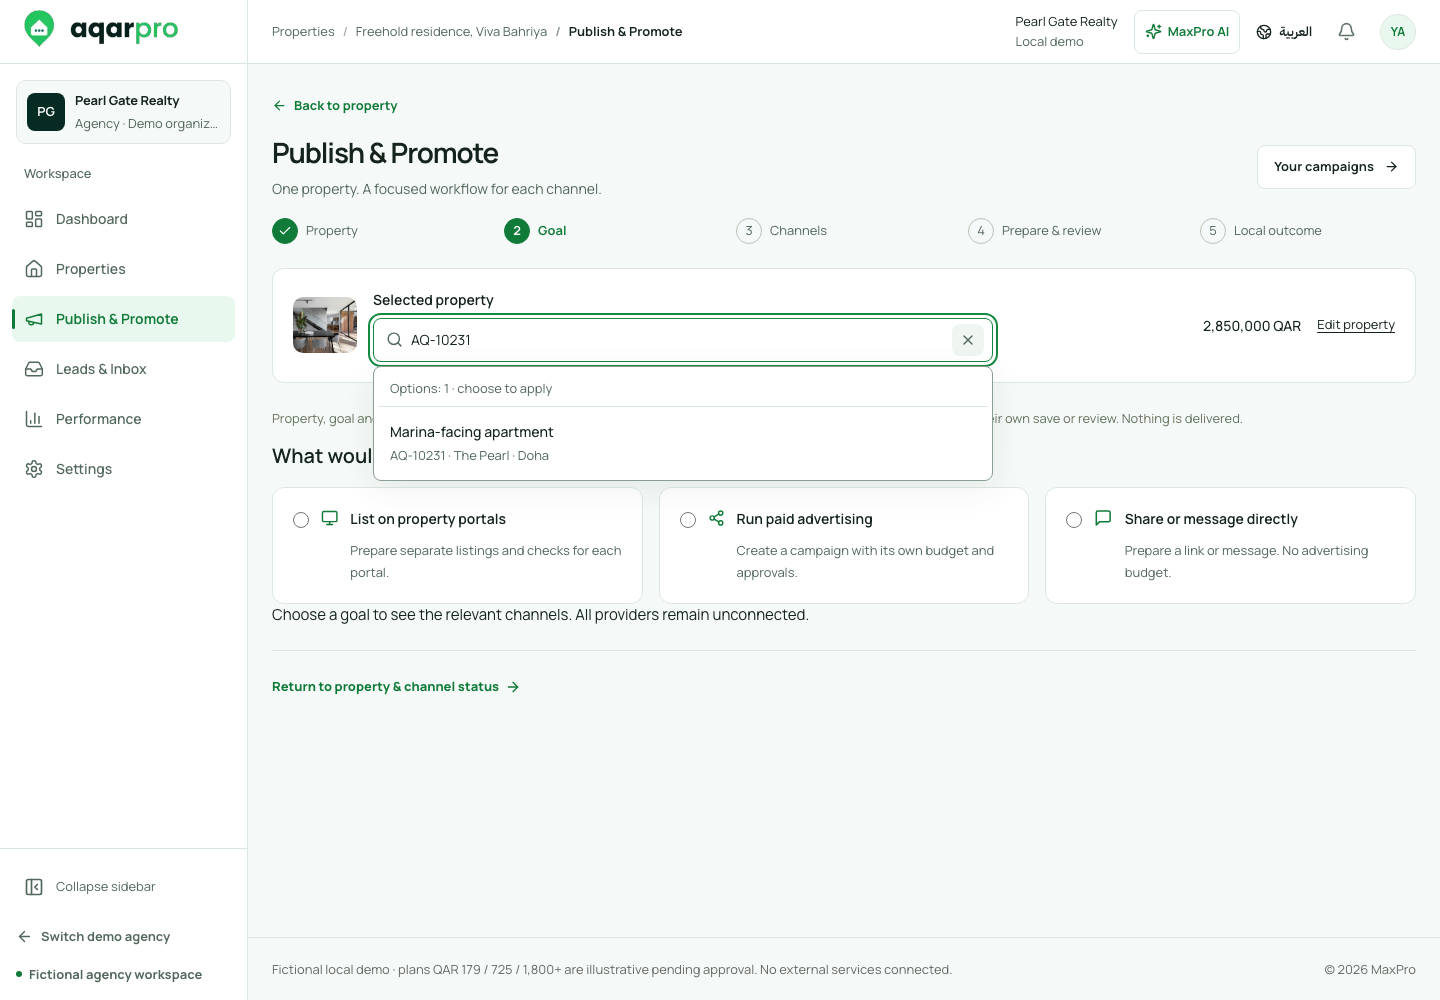 aqarpro
Properties / Freehold residence, Viva Bahriya / Publish & Promote
Pearl Gate Realty
Local demo
MaxPro AI
العربية
YA
PG
Pearl Gate Realty
Agency · Demo organiz...
Workspace
Dashboard
Properties
Publish & Promote
Leads & Inbox
Performance
Settings
Collapse sidebar
Switch demo agency
Fictional agency workspace
Back to property
Publish & Promote
One property. A focused workflow for each channel.
Your campaigns
Property
2 Goal
3 Channels
4 Prepare & review
5 Local outcome
Selected property
AQ-10231
2,850,000 QAR
Edit property
Options: 1 · choose to apply
Marina-facing apartment
AQ-10231 · The Pearl · Doha
Property, goal own save or review. Nothing is delivered.
What
List on property portals
Prepare separate listings and checks for each
portal.
Run paid advertising
Create a campaign with its own budget and
approvals.
Share or message directly
Prepare a link or message. No advertising
budget.
Choose a goal to see the relevant channels. All providers remain unconnected.
Return to property & channel status
Fictional local demo · plans QAR 179 / 725 / 1,800+ are illustrative pending approval. No external services connected.
© 2026 MaxPro